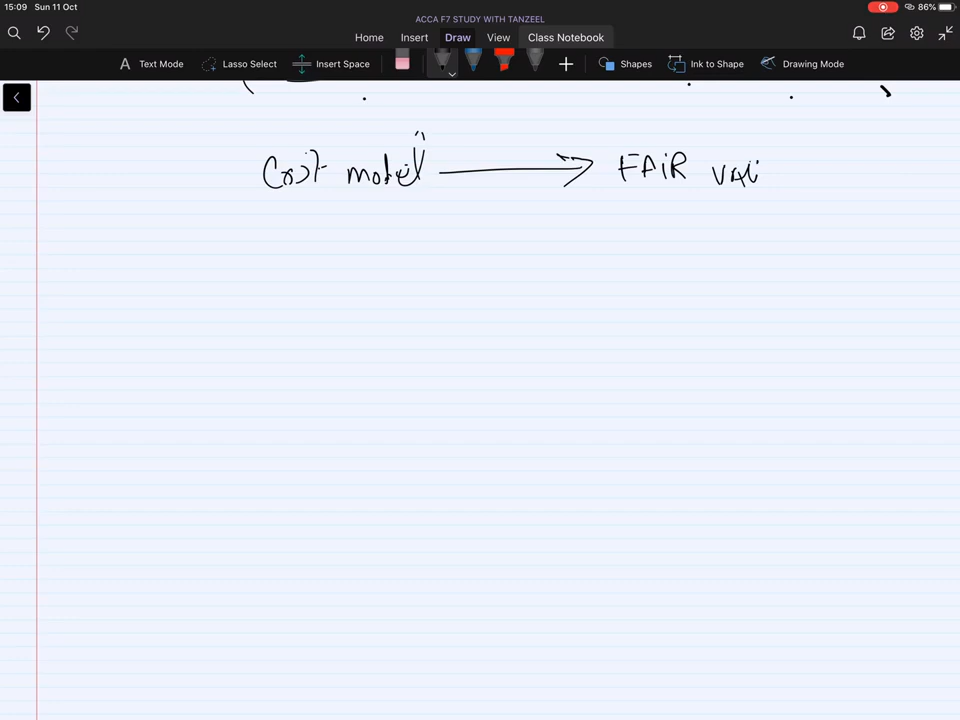 15:09 Sun 11 Oct 86%
ACCA F7 STUDY WITH TANZEEL
Home Insert Draw View Class Notebook
Text Mode Lasso Select Insert Space Shapes Ink to Shape Drawing Mode
Cost model" → FAIR val